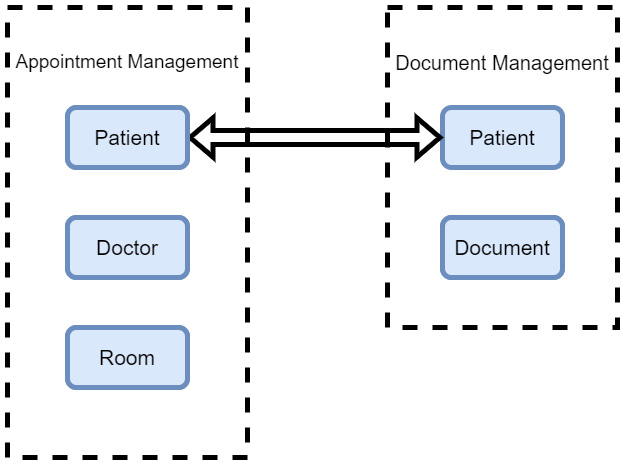 Appointment Management
Patient
Doctor
Room
Document Management
Patient
Document